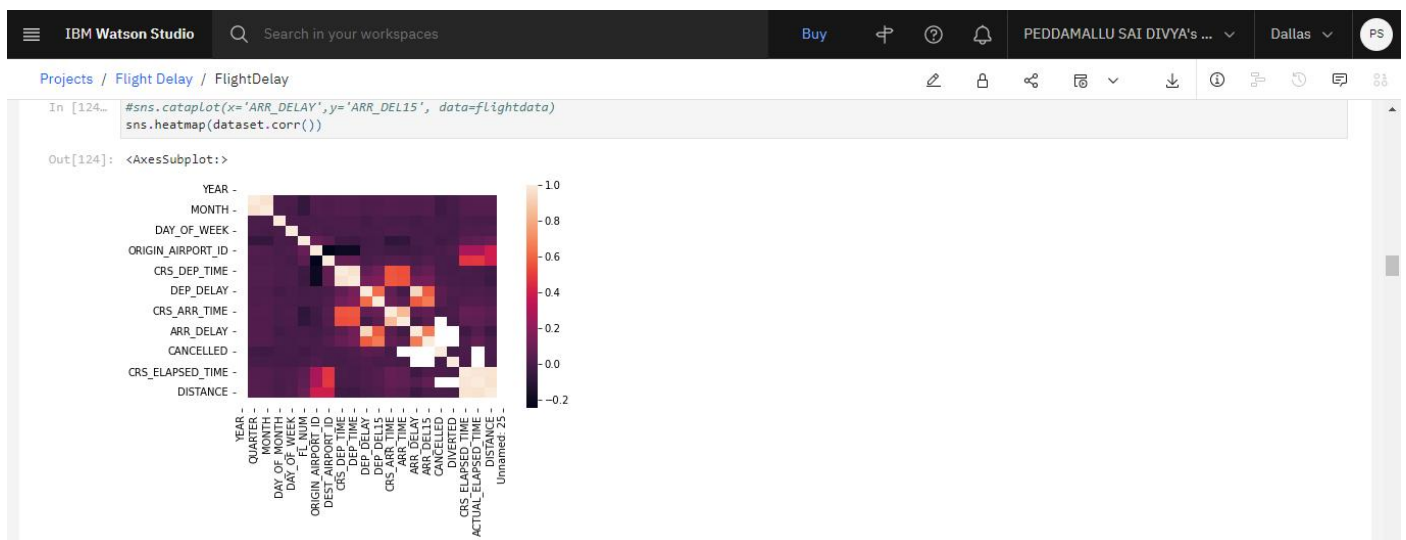 IBM Watson Studio
Search in your workspaces
Buy
PEDDAMALLU SAI DIVYA's ...
Dallas
PS
Projects / Flight Delay / FlightDelay
In [124…
#sns.cataplot(x='ARR_DELAY',y='ARR_DEL15', data=flightdata)
sns.heatmap(dataset.corr())
Out[124]: <AxesSubplot:>
YEAR
MONTH
DAY_OF_WEEK
ORIGIN_AIRPORT_ID
CRS_DEP_TIME
DEP_DELAY
CRS_ARR_TIME
ARR_DELAY
CANCELLED
CRS_ELAPSED_TIME
DISTANCE
1.0
0.8
0.6
0.4
0.2
0.0
−0.2
YEAR
QUARTER
MONTH
DAY_OF_MONTH
DAY_OF_WEEK
FL_NUM
ORIGIN_AIRPORT_ID
DEST_AIRPORT_ID
CRS_DEP_TIME
DEP_TIME
DEP_DELAY
DEP_DEL15
CRS_ARR_TIME
ARR_TIME
ARR_DELAY
ARR_DEL15
CANCELLED
DIVERTED
CRS_ELAPSED_TIME
ACTUAL_ELAPSED_TIME
DISTANCE
Unnamed: 25